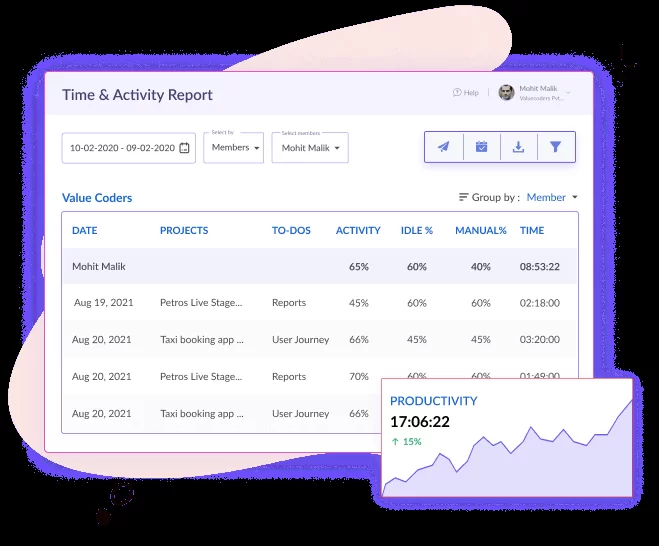 Time & Activity Report
Help
Mohit Malik
Valuecoders Pvt...
Select by
Select members
10-02-2020 - 09-02-2020
Members
Mohit Malik
Value Coders
Group by : Member
DATE PROJECTS TO-DOS ACTIVITY IDLE % MANUAL% TIME
Mohit Malik 65% 60% 40% 08:53:22
Aug 19, 2021 Petros Live Stage... Reports 45% 60% 60% 02:18:00
Aug 20, 2021 Taxi booking app ... User Journey 66% 45% 45% 03:20:00
Aug 20, 2021 Petros Live Stage... Reports 70% 60% 60% 01:49:00
Aug 20, 2021 Taxi booking app ... User Journey 66%
PRODUCTIVITY
17:06:22
↑ 15%